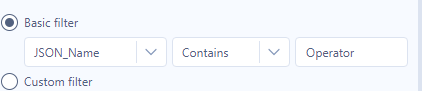 Basic filter
JSON_Name Contains Operator
Custom filter